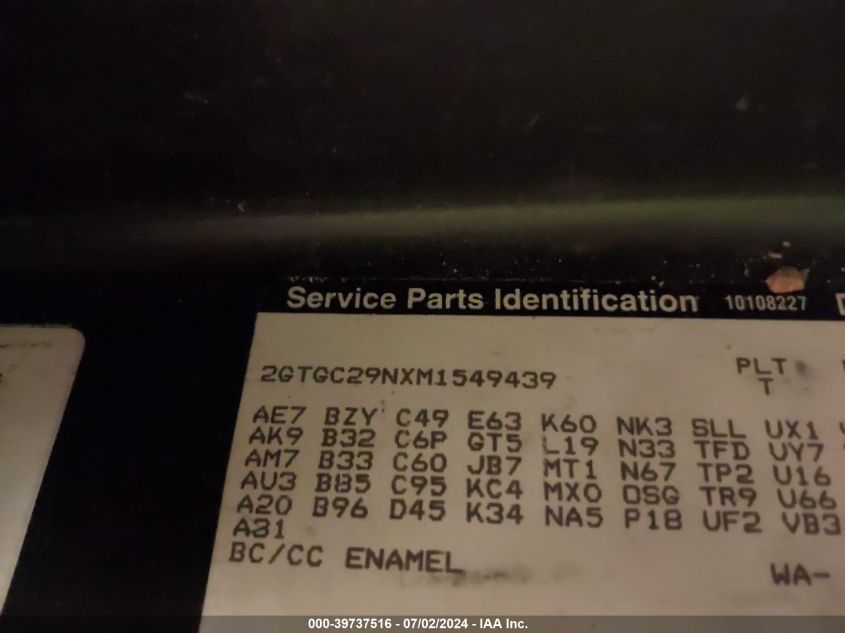 Service Parts Identification 10108227
2GTGC29NXM1549439 PLT
T
AE7 BZY C49 E63 K60 NK3 SLL UX1
AK9 B32 C6P GT5 L19 N33 TFD UY7
AM7 B33 C60 JB7 MT1 N67 TP2 U16
AU3 B85 C95 KC4 MX0 OSG TR9 U66
A20 B96 D45 K34 NA5 P18 UF2 VB3
A31
BC/CC ENAMEL
WA-
000-39737516 - 07/02/2024 - IAA Inc.